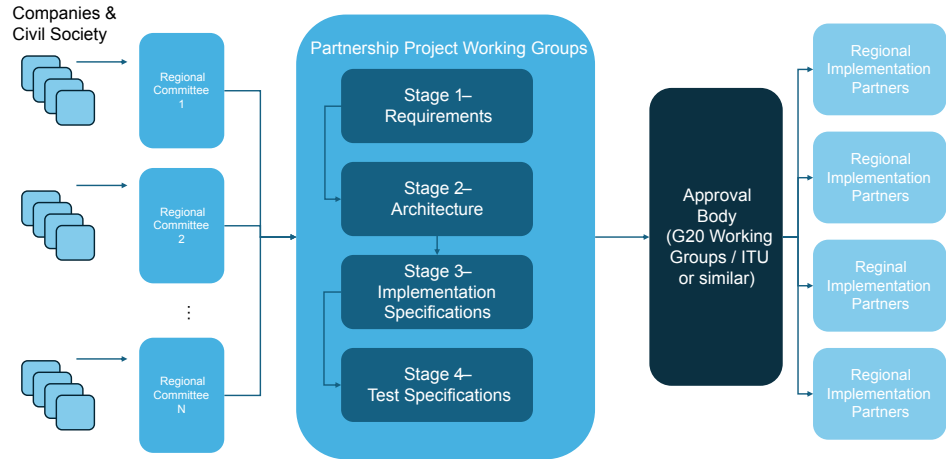 Companies &
Civil Society
Regional
Committee
1
Regional
Committee
2
⋮
Regional
Committee
N
Partnership Project Working Groups
Stage 1–
Requirements
Stage 2–
Architecture
Stage 3–
Implementation
Specifications
Stage 4–
Test Specifications
Approval
Body
(G20 Working
Groups / ITU
or similar)
Regional
Implementation
Partners
Regional
Implementation
Partners
Reginal
Implementation
Partners
Regional
Implementation
Partners